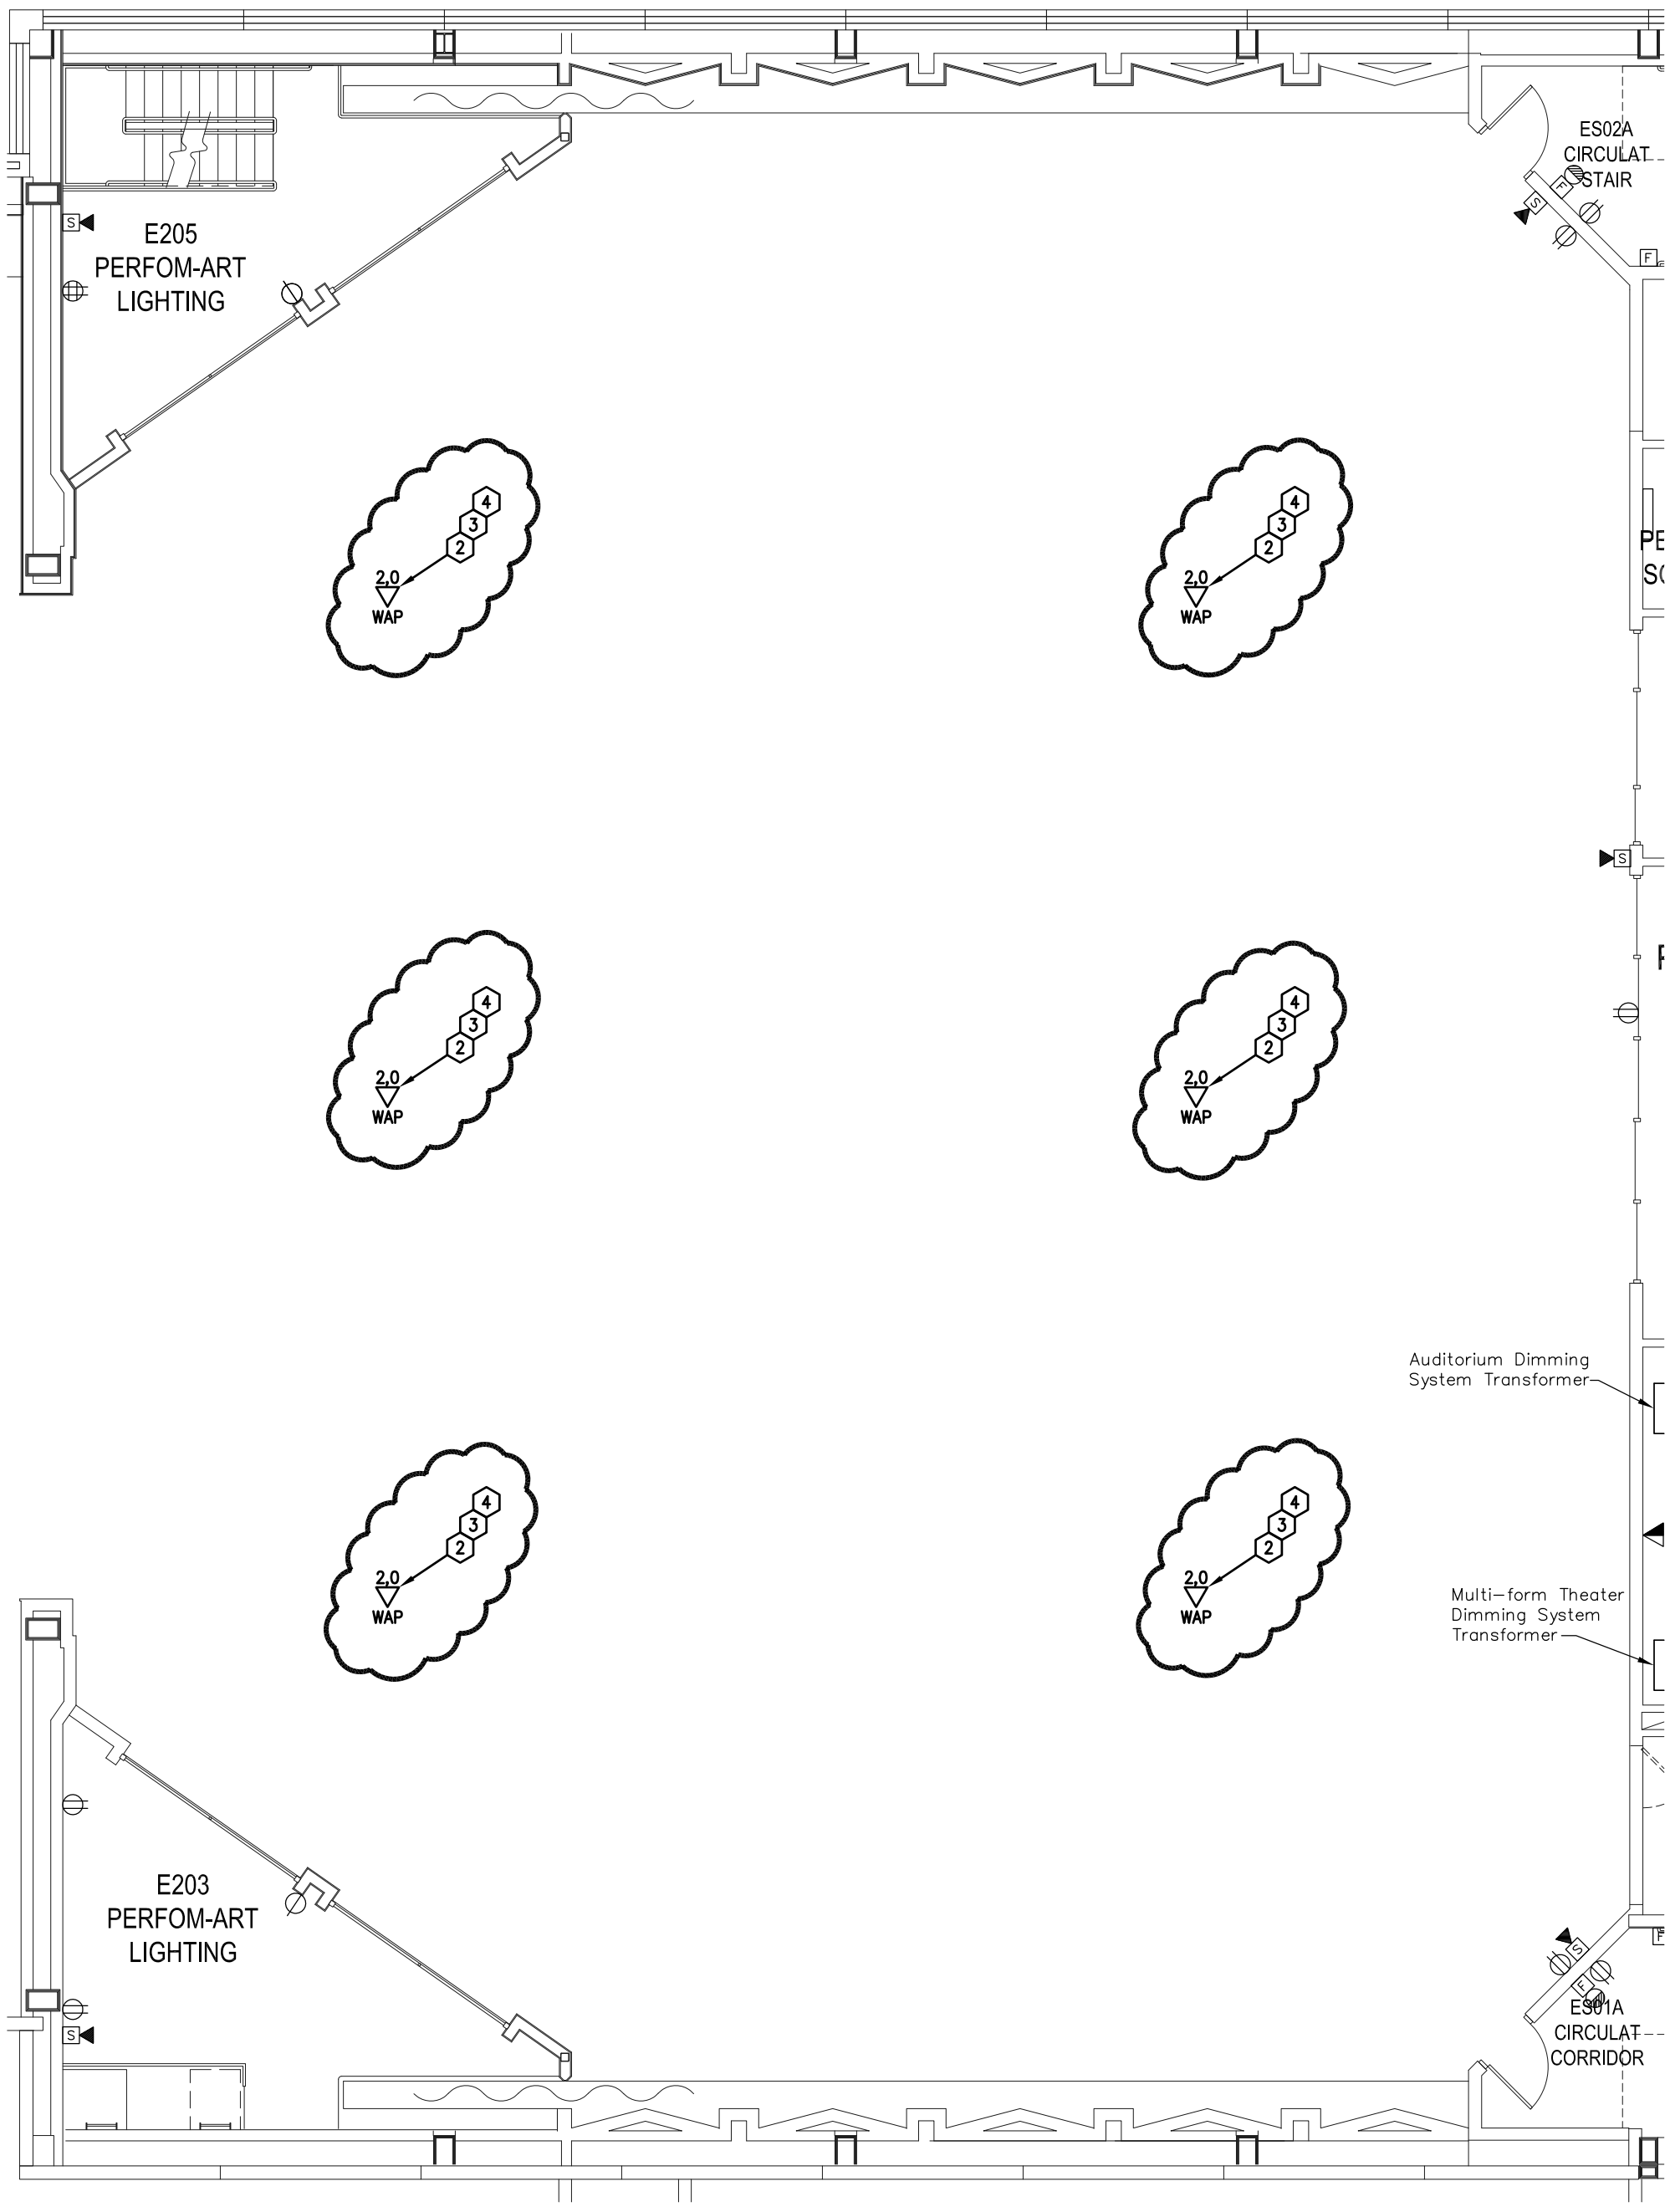 ES02A
CIRCULAT
STAIR
F
S
F
S
E205
PERFOM-ART
LIGHTING
4
3
2
2,0
WAP
4
3
2
2,0
WAP
PE
S
4
3
2
2,0
WAP
4
3
2
2,0
WAP
Auditorium Dimming
System Transformer
4
3
2
2,0
WAP
4
3
2
2,0
WAP
Multi-form Theater
Dimming System
Transformer
E203
PERFOM-ART
LIGHTING
S
S
F
F
ES01A
CIRCULAT
CORRIDOR